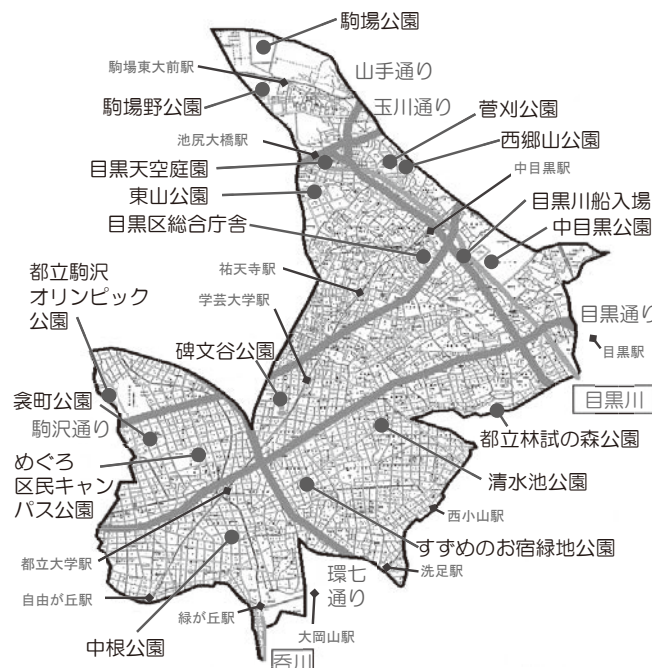 駒場公園
駒場東大前駅
山手通り
駒場野公園
玉川通り
菅刈公園
池尻大橋駅
西郷山公園
目黒天空庭園
中目黒駅
東山公園
目黒川船入場
目黒区総合庁舎
中目黒公園
都立駒沢
オリンピック
公園
祐天寺駅
学芸大学駅
目黒通り
目黒駅
碑文谷公園
目黒川
衾町公園
駒沢通り
都立林試の森公園
めぐろ
区民キャン
パス公園
清水池公園
西小山駅
すずめのお宿緑地公園
都立大学駅
環七
通り
洗足駅
自由が丘駅
緑が丘駅
大岡山駅
中根公園
呑川